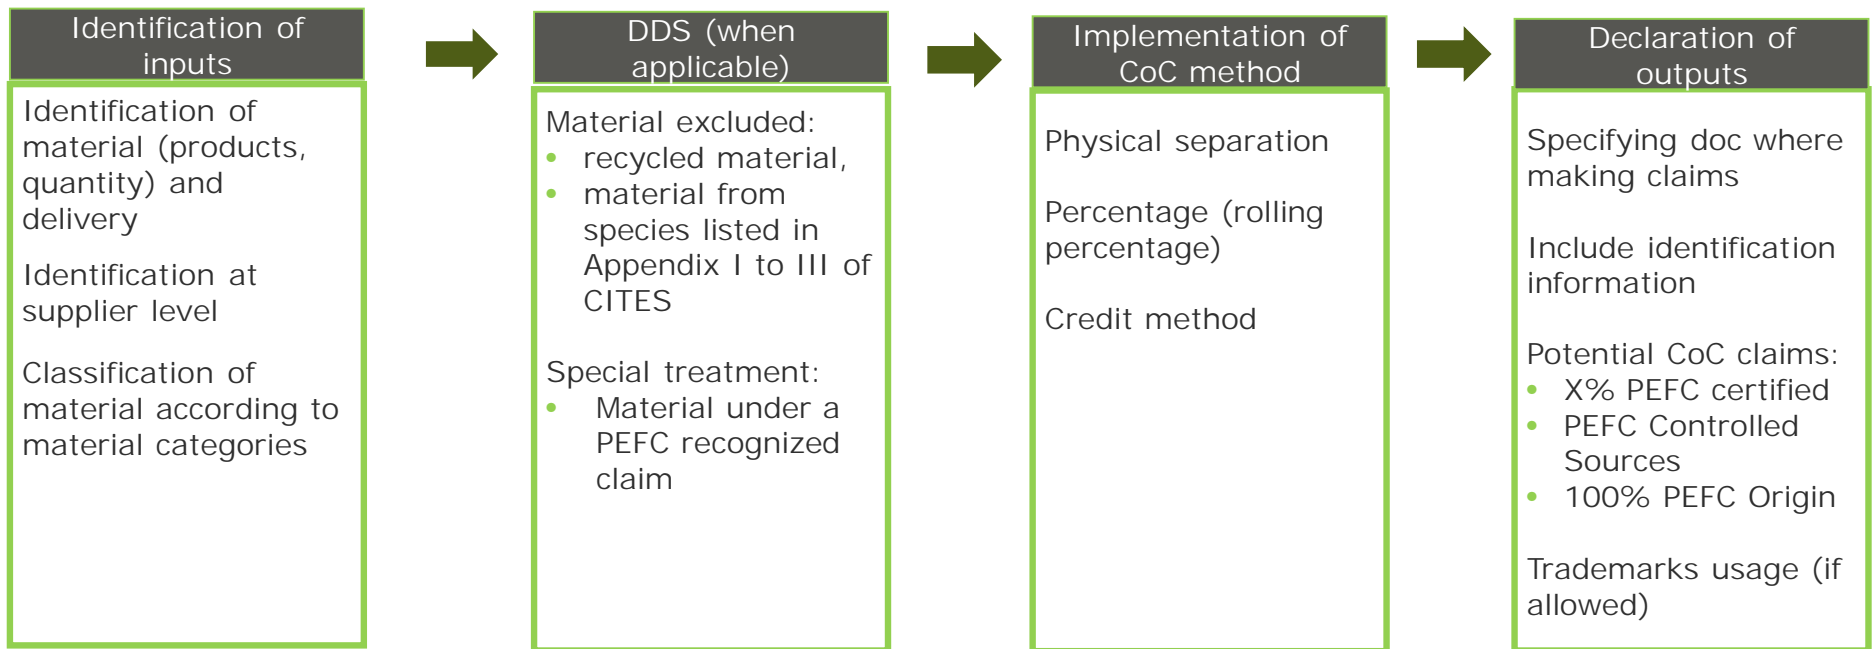 Identification of
inputs
Identification of
material (products,
quantity) and
delivery
Identification at
supplier level
Classification of
material according to
material categories
DDS (when
applicable)
Material excluded:
• recycled material,
• material from
species listed in
Appendix I to III of
CITES
Special treatment:
• Material under a
PEFC recognized
claim
Implementation of
CoC method
Physical separation
Percentage (rolling
percentage)
Credit method
Declaration of
outputs
Specifying doc where
making claims
Include identification
information
Potential CoC claims:
• X% PEFC certified
• PEFC Controlled
Sources
• 100% PEFC Origin
Trademarks usage (if
allowed)